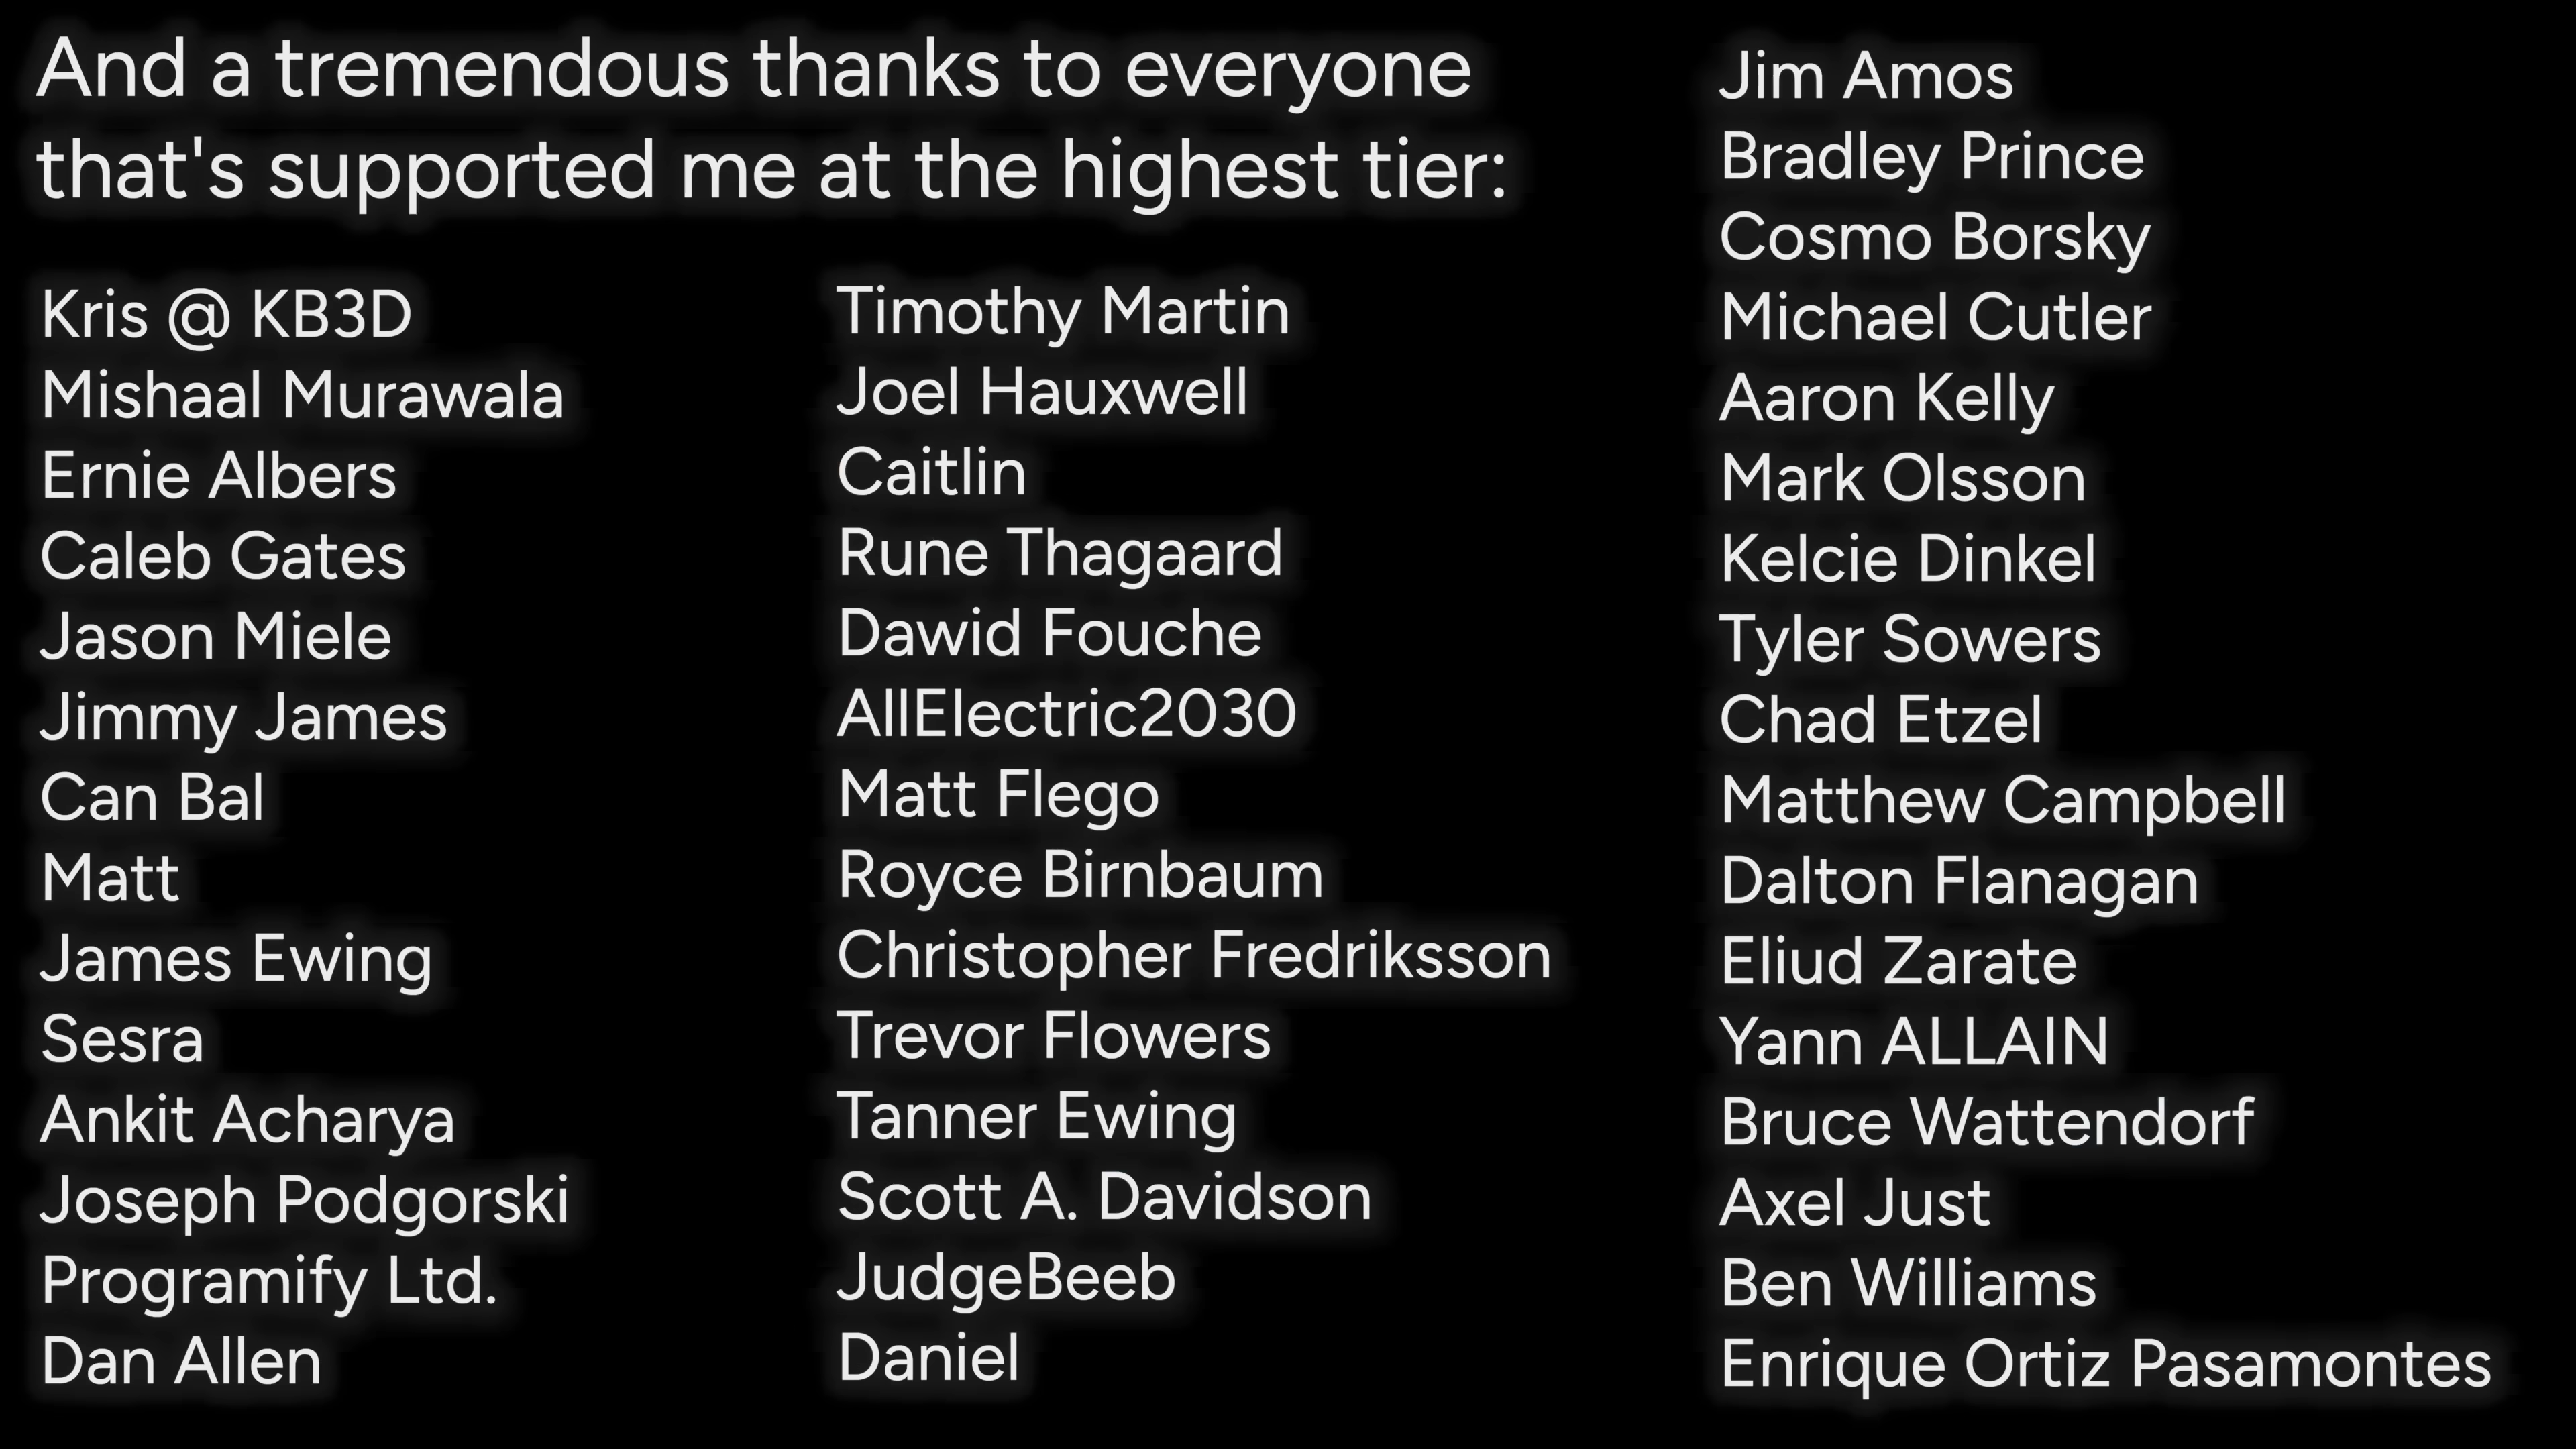 And a tremendous thanks to everyone
that's supported me at the highest tier:
Kris @ KB3D
Mishaal Murawala
Ernie Albers
Caleb Gates
Jason Miele
Jimmy James
Can Bal
Matt
James Ewing
Sesra
Ankit Acharya
Joseph Podgorski
Programify Ltd.
Dan Allen
Timothy Martin
Joel Hauxwell
Caitlin
Rune Thagaard
Dawid Fouche
AllElectric2030
Matt Flego
Royce Birnbaum
Christopher Fredriksson
Trevor Flowers
Tanner Ewing
Scott A. Davidson
JudgeBeeb
Daniel
Jim Amos
Bradley Prince
Cosmo Borsky
Michael Cutler
Aaron Kelly
Mark Olsson
Kelcie Dinkel
Tyler Sowers
Chad Etzel
Matthew Campbell
Dalton Flanagan
Eliud Zarate
Yann ALLAIN
Bruce Wattendorf
Axel Just
Ben Williams
Enrique Ortiz Pasamontes